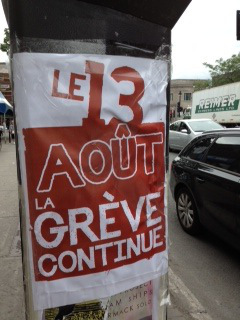 LE 13
AOÛT
LA
GRÈVE
CONTINUE
REIMER